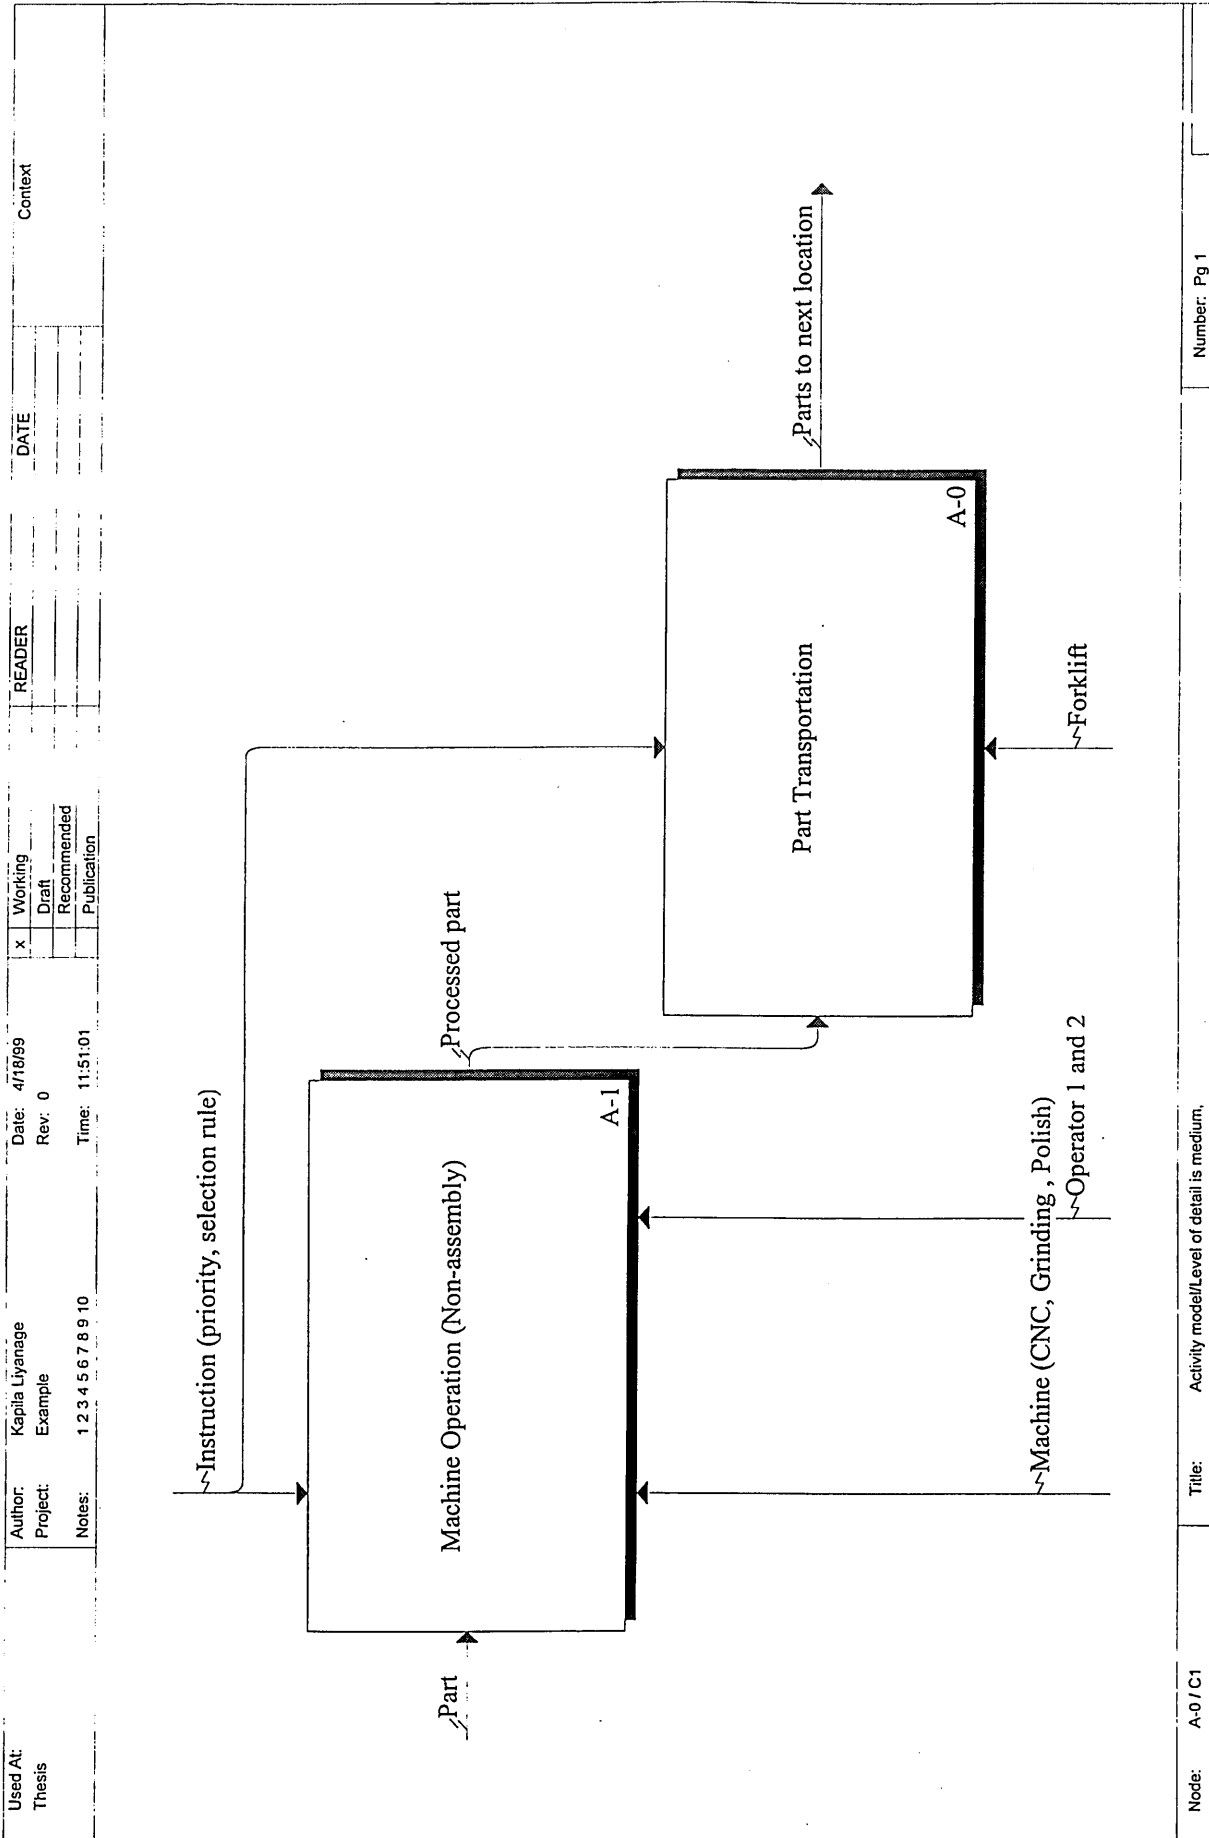 Used At:
Thesis
Author: Kapila Liyanage
Project: Example
Notes: 1 2 3 4 5 6 7 8 9 10
Date: 4/18/99
Rev: 0
Time: 11:51:01
x Working
Draft
Recommended
Publication
READER
DATE
Context
Instruction (priority, selection rule)
Part
Machine Operation (Non-assembly)
A-1
Processed part
Part Transportation
A-0
Parts to next location
Machine (CNC, Grinding , Polish)
Operator 1 and 2
Forklift
Node: A-0 / C1
Title: Activity model/Level of detail is medium,
Number: Pg 1